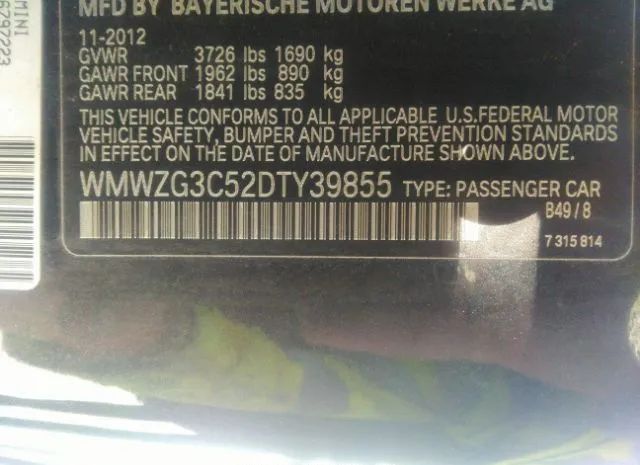 MFD BY BAYERISCHE MOTOREN WERKE AG
11-2012
GVWR 3726 lbs 1690 kg
GAWR FRONT 1962 lbs 890 kg
GAWR REAR 1841 lbs 835 kg
THIS VEHICLE CONFORMS TO ALL APPLICABLE U.S.FEDERAL MOTOR
VEHICLE SAFETY, BUMPER AND THEFT PREVENTION STANDARDS
IN EFFECT ON THE DATE OF MANUFACTURE SHOWN ABOVE.
WMWZG3C52DTY39855 TYPE: PASSENGER CAR
B49/8
7 315 814
MINI
6797223